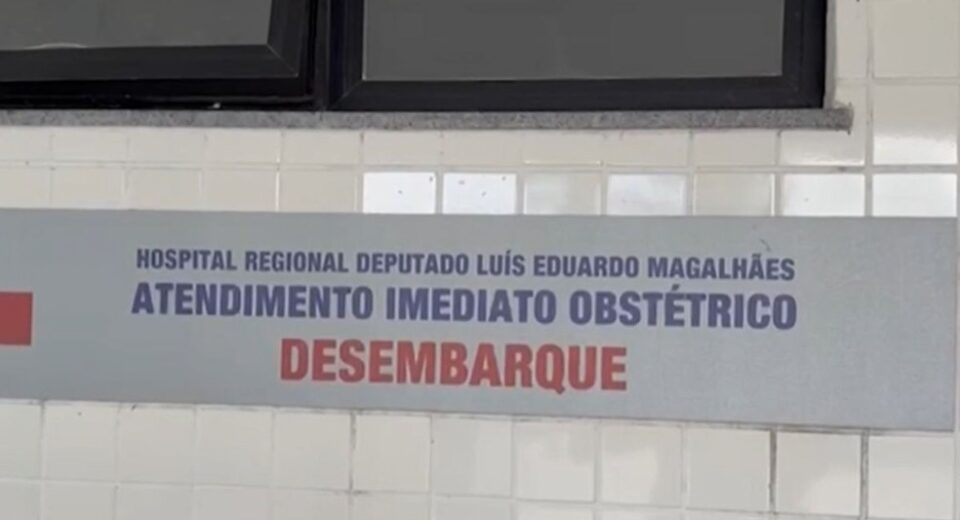 HOSPITAL REGIONAL DEPUTADO LUÍS EDUARDO MAGALHÃES
ATENDIMENTO IMEDIATO OBSTÉTRICO
DESEMBARQUE